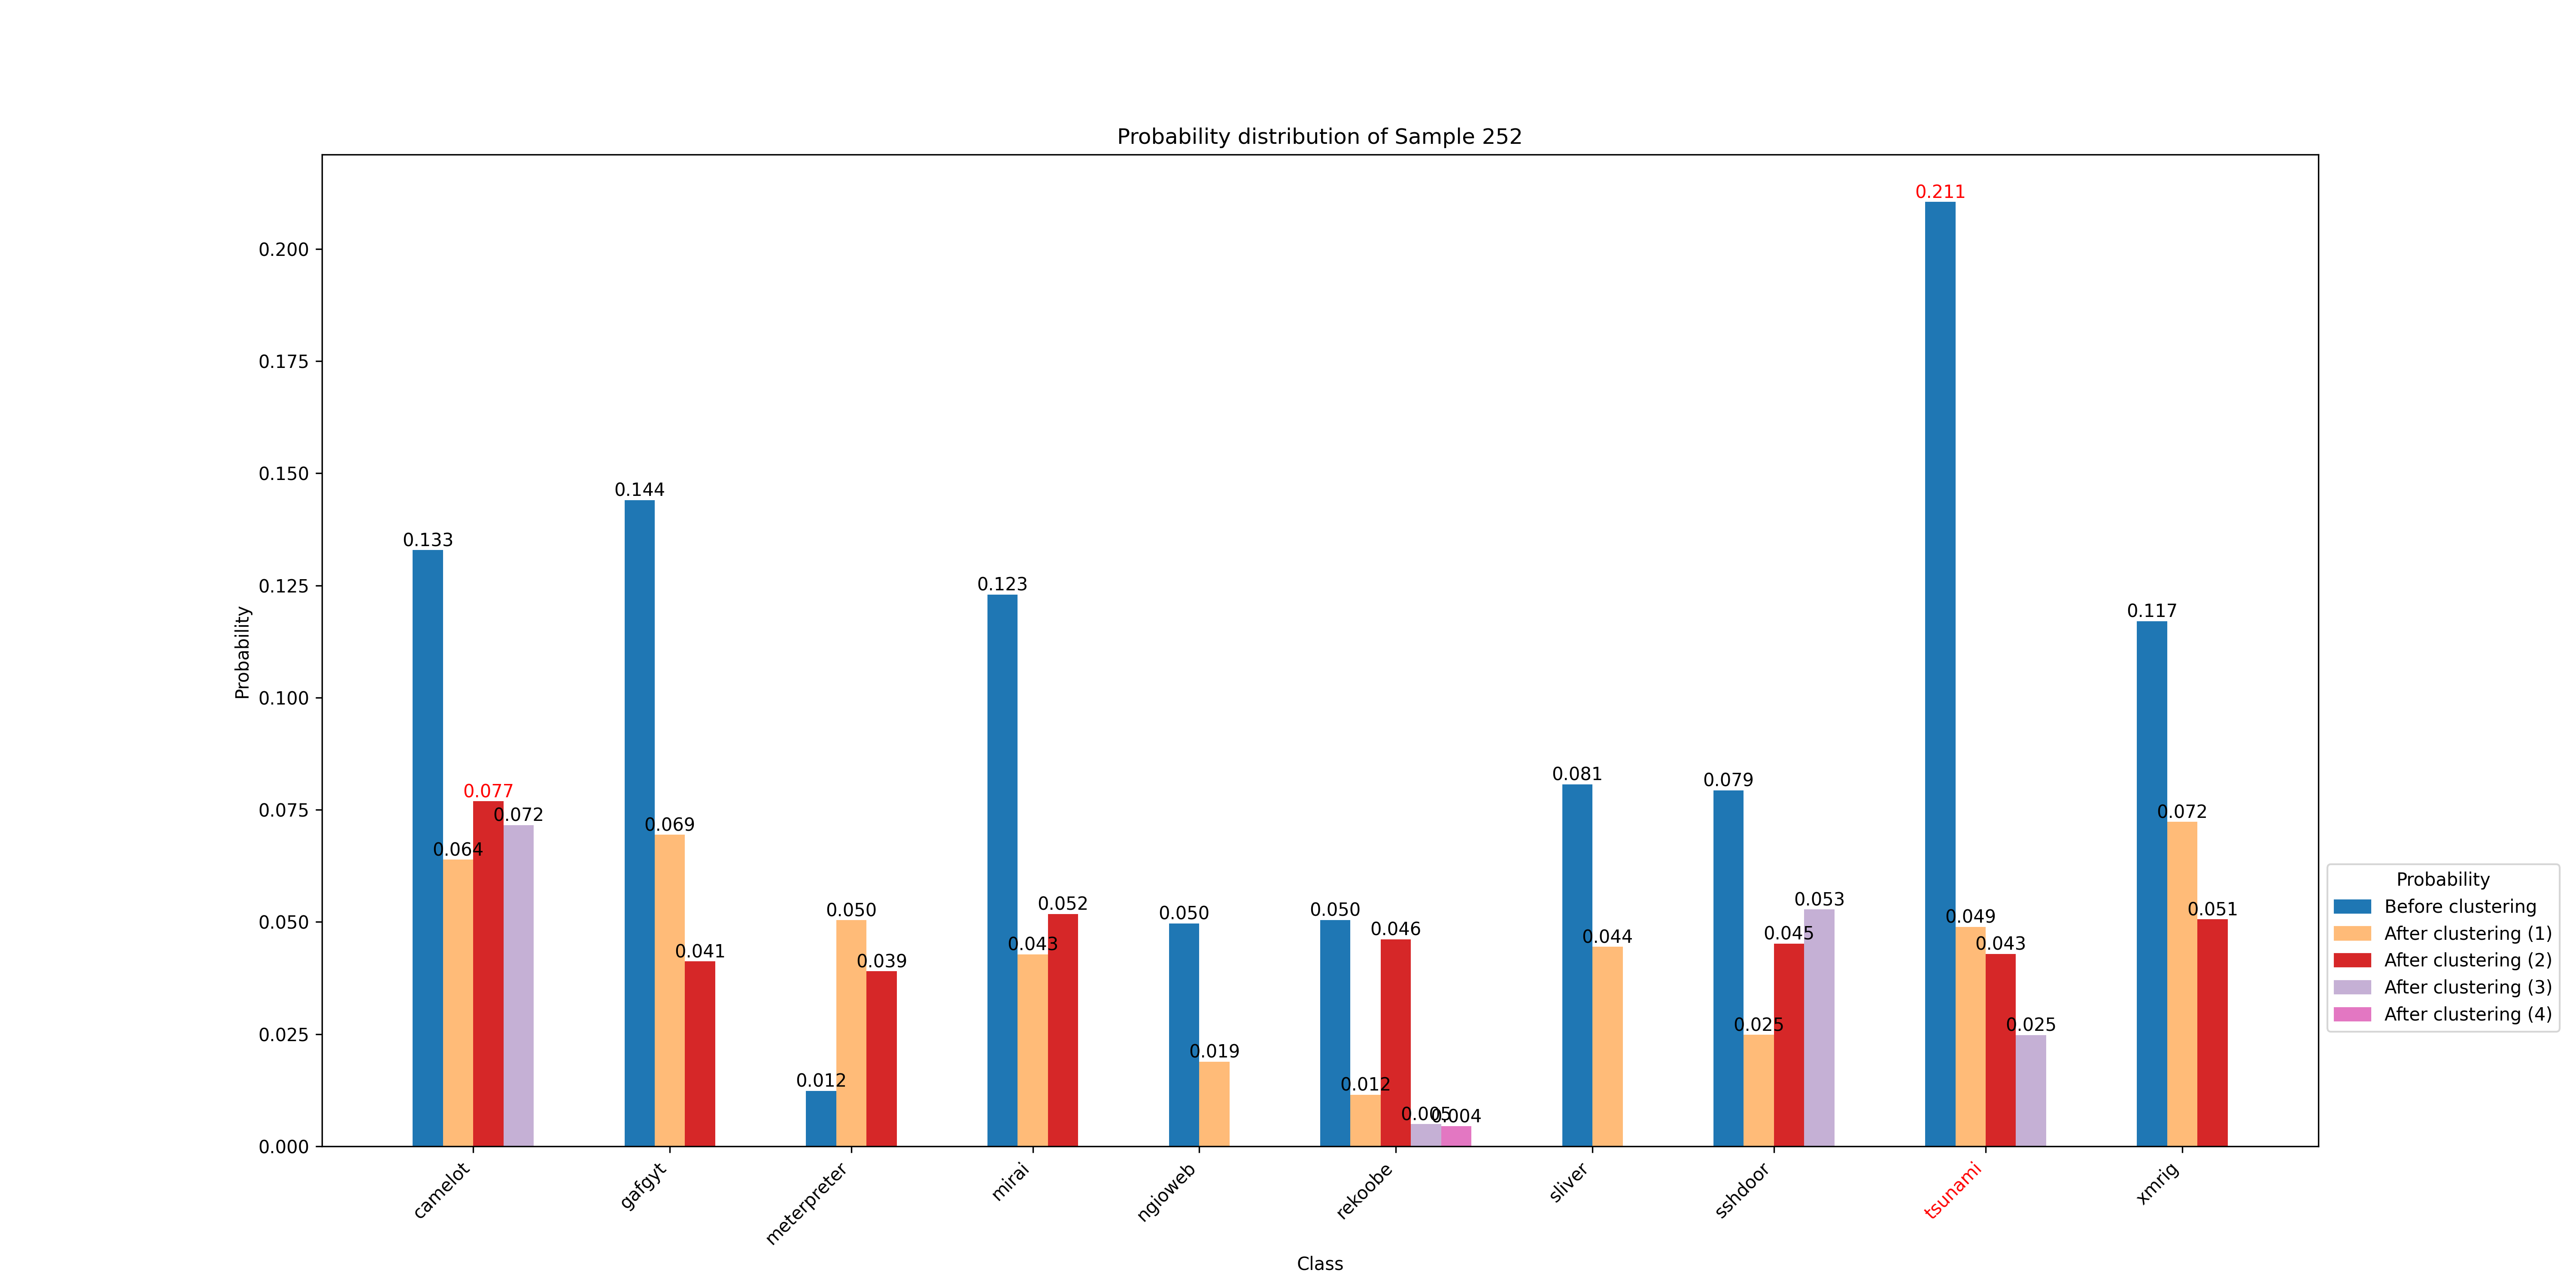 Probability distribution of Sample 252
Probability
0.200
0.175
0.150
0.125
0.100
0.075
0.050
0.025
0.000
0.133
0.064
0.077
0.072
0.144
0.069
0.041
0.012
0.050
0.039
0.123
0.043
0.052
0.050
0.019
0.050
0.012
0.046
0.005
0.004
0.081
0.044
0.079
0.025
0.045
0.053
0.211
0.049
0.043
0.025
0.117
0.072
0.051
camelot
gafgyt
meterpreter
mirai
ngioweb
rekoobe
sliver
sshdoor
tsunami
xmrig
Class
Probability
Before clustering
After clustering (1)
After clustering (2)
After clustering (3)
After clustering (4)